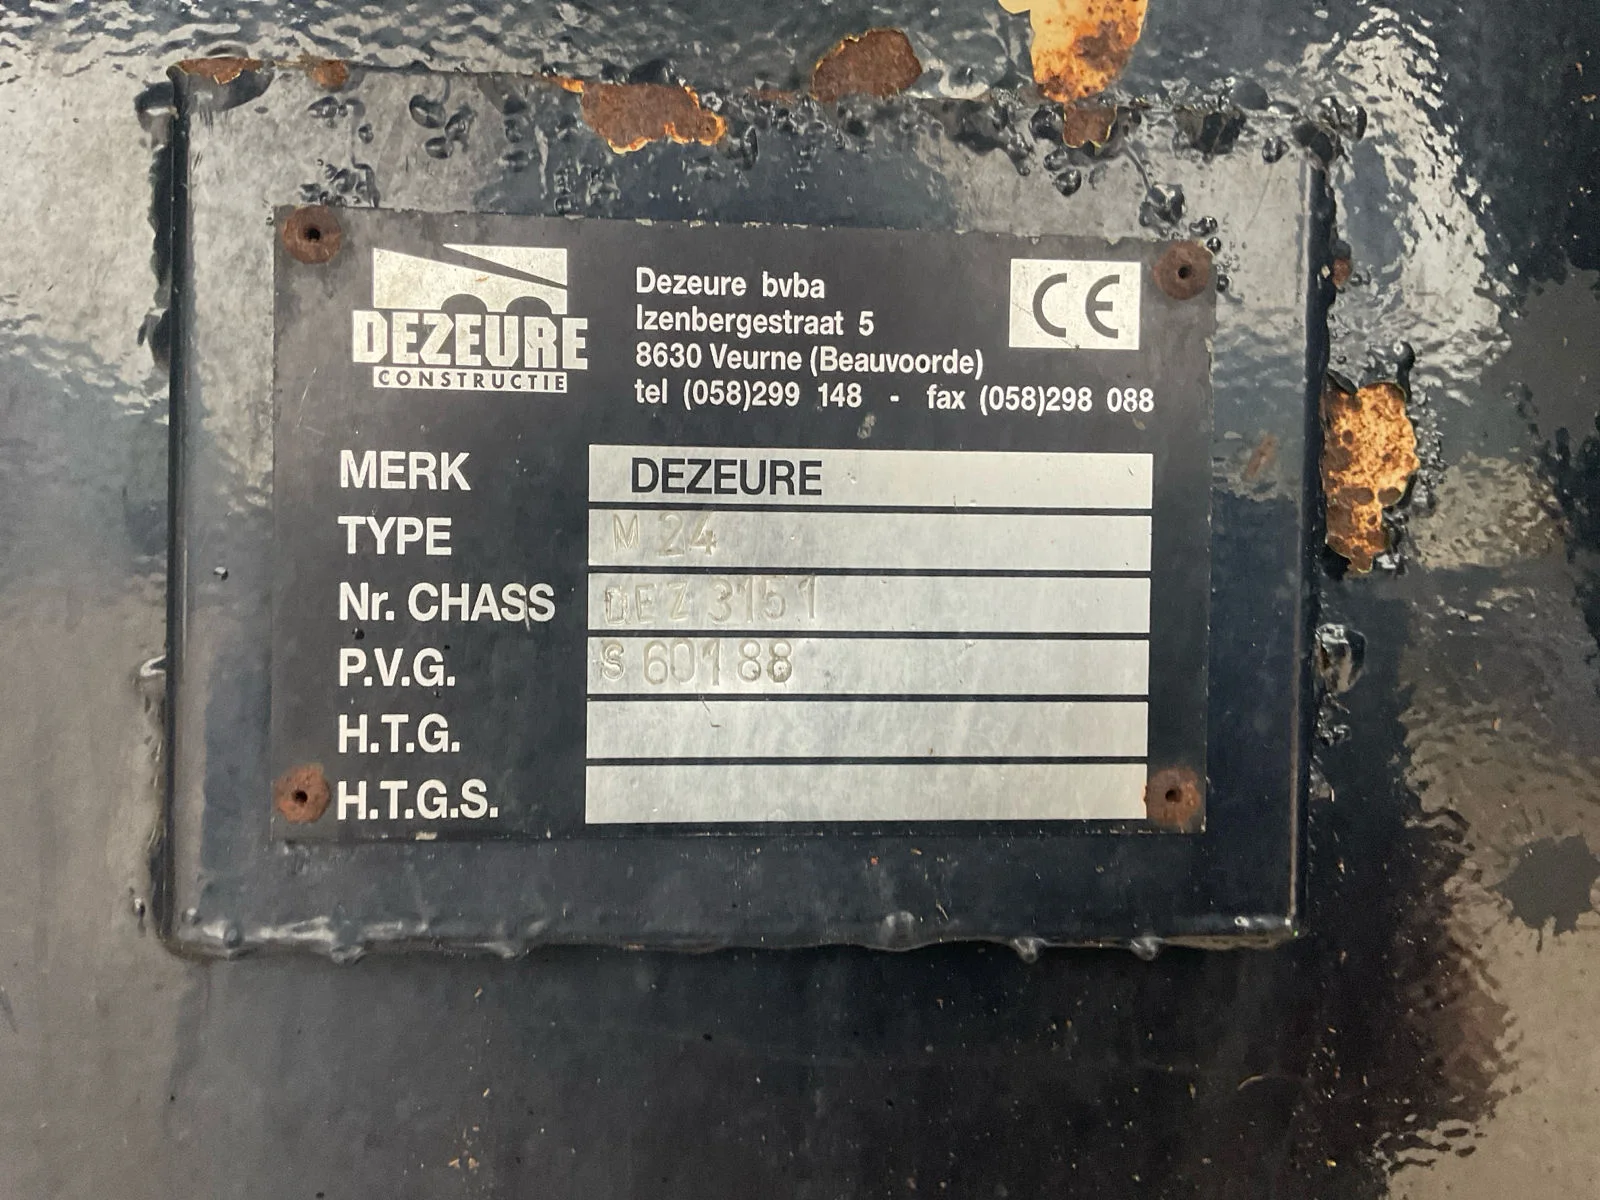 DEZEURE
CONSTRUCTIE
Dezeure bvba
Izenbergestraat 5
8630 Veurne (Beauvoorde)
tel (058)299 148 - fax (058)298 088
CE
MERK DEZEURE
TYPE M 24
Nr. CHASS DEZ 3151
P.V.G. S 60188
H.T.G.
H.T.G.S.